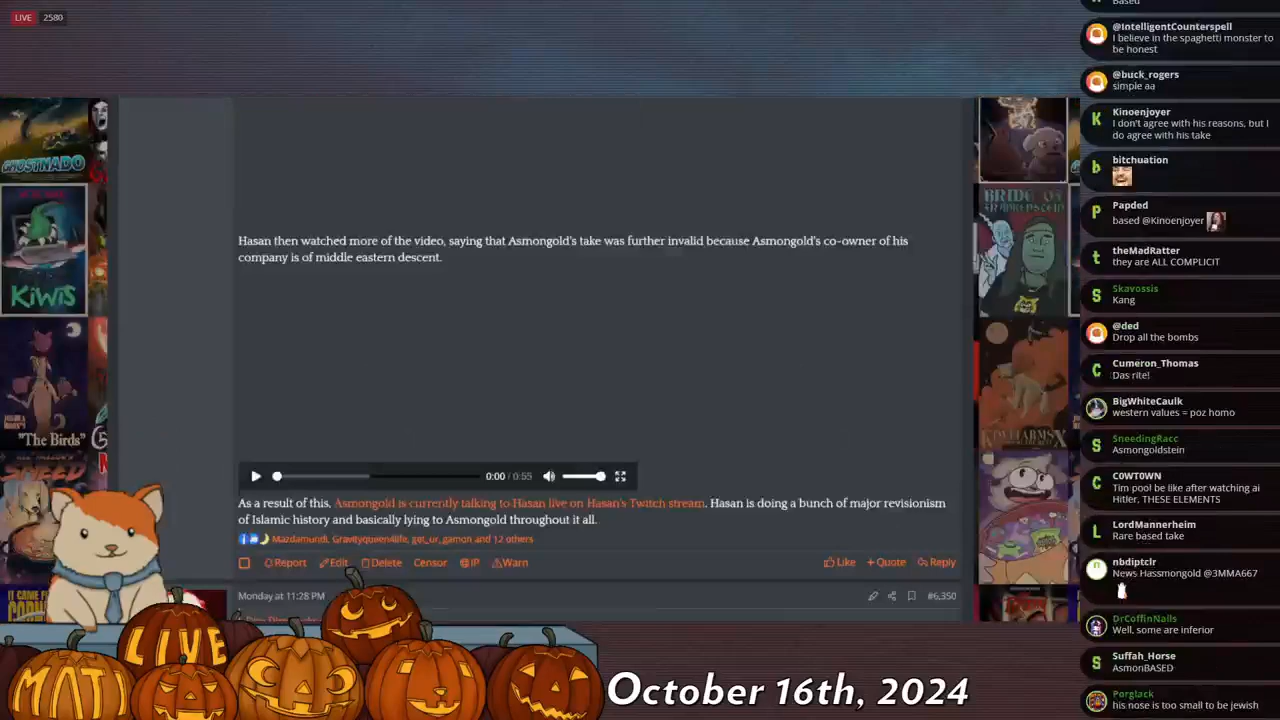 LIVE 2580
GHOSTNADO
KIWIS
"The Birds"
SNEED
BRIDE OF
FRANKENSTEIN
KIWIFARMS X
IT CAME F
Hasan then watched more of the video, saying that Asmongold's take was further invalid because Asmongold's co-owner of his
company is of middle eastern descent.
0:00 / 0:55
As a result of this, Asmongold is currently talking to Hasan live on Hasan's Twitch stream. Hasan is doing a bunch of major revisionism
of Islamic history and basically lying to Asmongold throughout it all.
Mazdamundi, Gravityqueen4life, get_ur_gamon and 12 others
Report Edit Delete Censor IP Warn
Like + Quote Reply
Monday at 11:28 PM
#6,350
LIVE
MATI
October 16th, 2024
Based
@IntelligentCounterspell
I believe in the spaghetti monster to
be honest
@buck_rogers
simple aa
K Kinoenjoyer
I don't agree with his reasons, but I
do agree with his take
b bitchuation
P Papded
based @Kinoenjoyer
t theMadRatter
they are ALL COMPLICIT
S Skavossis
Kang
@ded
Drop all the bombs
C Cumeron_Thomas
Das rite!
BigWhiteCaulk
western values = poz homo
S SneedingRacc
Asmongoldstein
C C0WT0WN
Tim pool be like after watching ai
Hitler, THESE ELEMENTS
L LordMannerheim
Rare based take
n nbdiptclr
News Hassmongold @3MMA667
DrCoffinNails
Well, some are inferior
S Suffah_Horse
AsmonBASED
Porglack
his nose is too small to be jewish